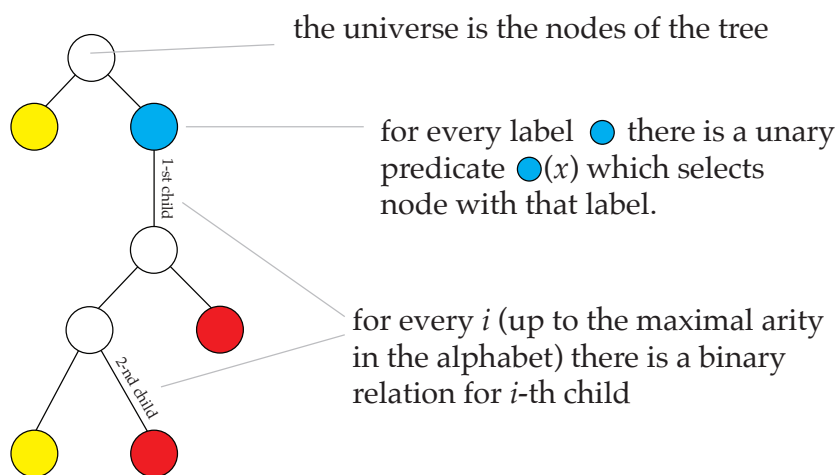 the universe is the nodes of the tree
for every label there is a unary
predicate (x) which selects
node with that label.
1-st child
for every i (up to the maximal arity
in the alphabet) there is a binary
relation for i-th child
2-nd child